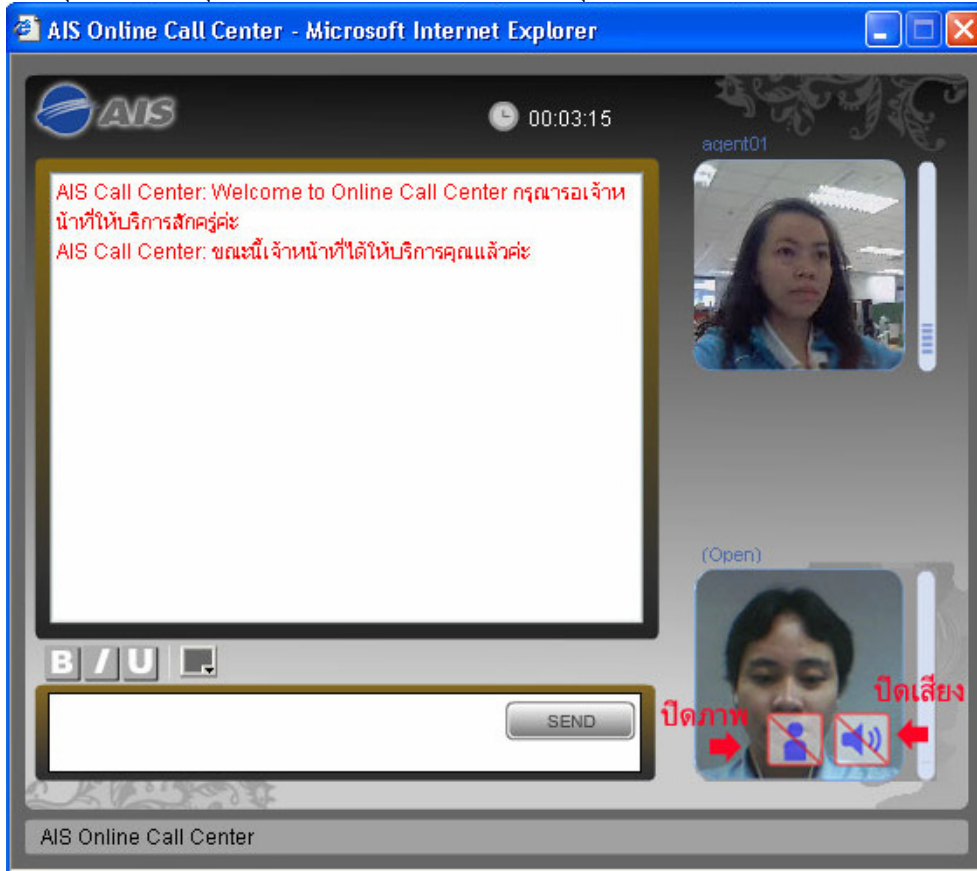 AIS Online Call Center - Microsoft Internet Explorer
AIS
00:03:15
agent01
AIS Call Center: Welcome to Online Call Center กรุณารอเจ้าห
น้าที่ให้บริการสักครู่ค่ะ
AIS Call Center: ขณะนี้เจ้าหน้าที่ได้ให้บริการคุณแล้วค่ะ
(Open)
B I U
SEND
ปิดภาพ
ปิดเสียง
AIS Online Call Center